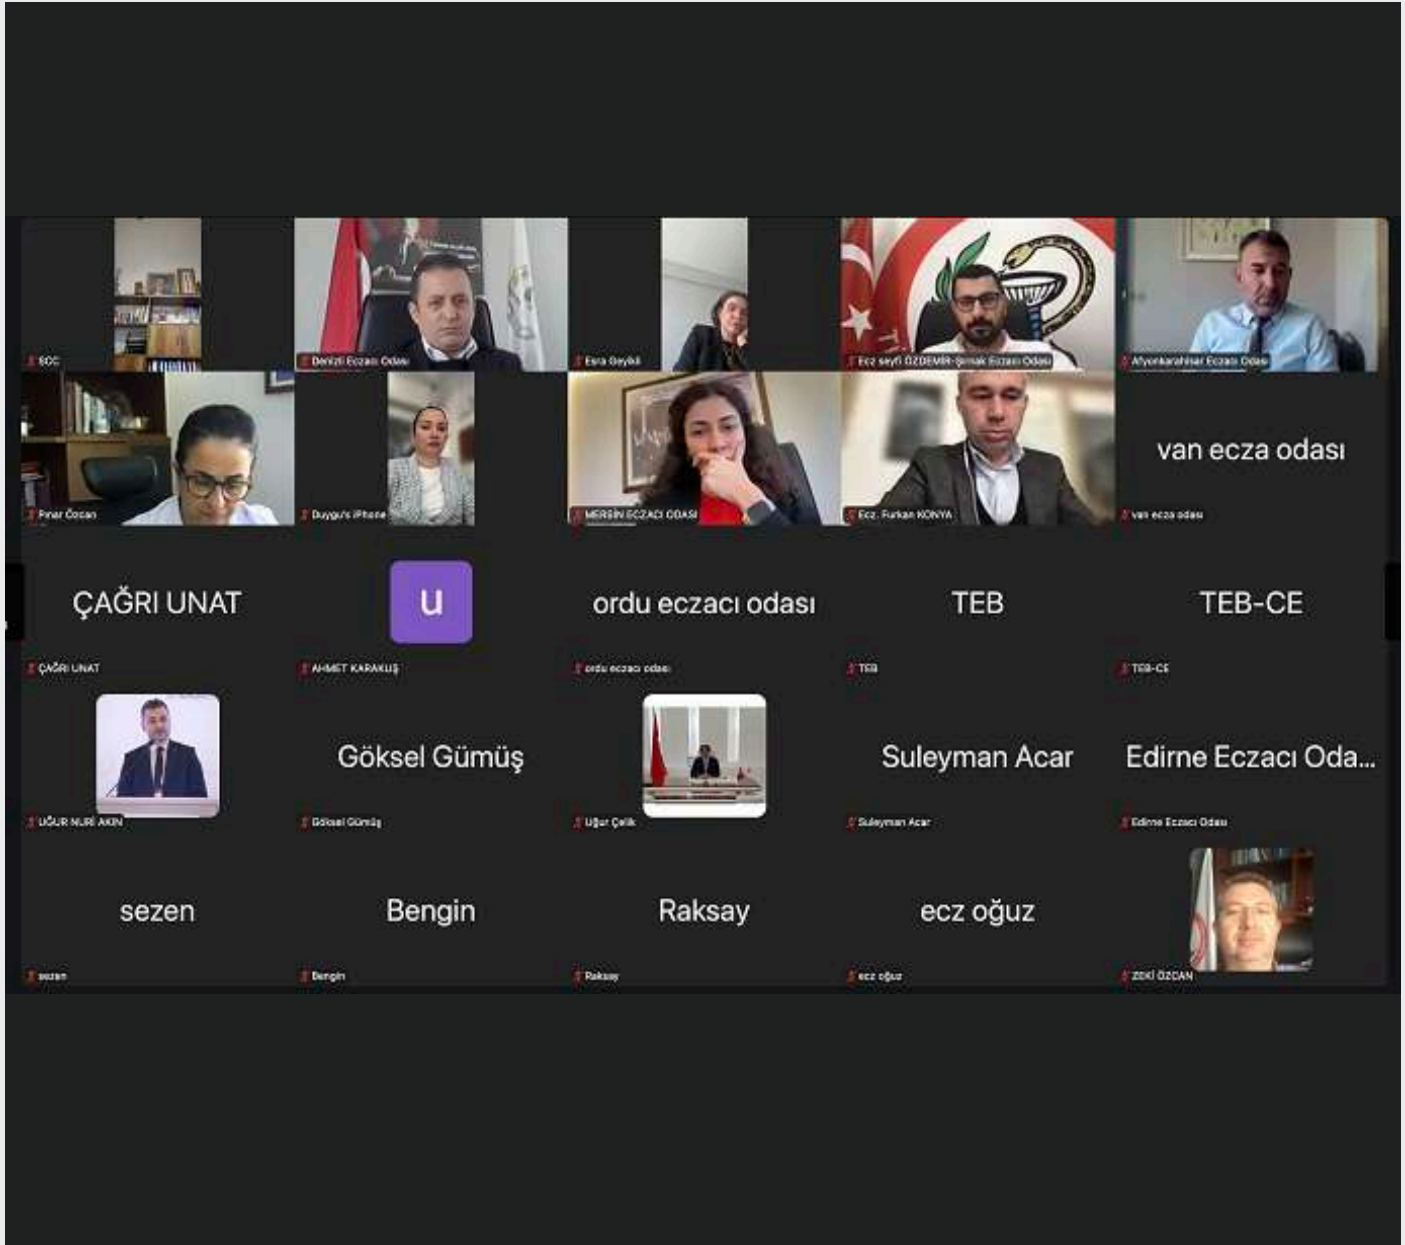 SCC
Denizli Eczacı Odası
Esra Geyikli
Ecz seyfi ÖZDEMİR-Şırnak Eczacı Odası
Afyonkarahisar Eczacı Odası
Pınar Özcan
Duygu's iPhone
MERSİN ECZACI ODASI
Ecz. Furkan KONYA
van ecza odası
van ecza odası
ÇAĞRI UNAT
u
ordu eczacı odası
TEB
TEB-CE
ÇAĞRI UNAT
AHMET KARAKUŞ
ordu eczacı odası
TEB
TEB-CE
Göksel Gümüş
Suleyman Acar
Edirne Eczacı Oda...
UĞUR NURİ AKIN
Göksel Gümüş
Uğur Çelik
Suleyman Acar
Edirne Eczacı Odası
sezen
Bengin
Raksay
ecz oğuz
sezen
Bengin
Raksay
ecz oğuz
ZEKİ ÖZCAN